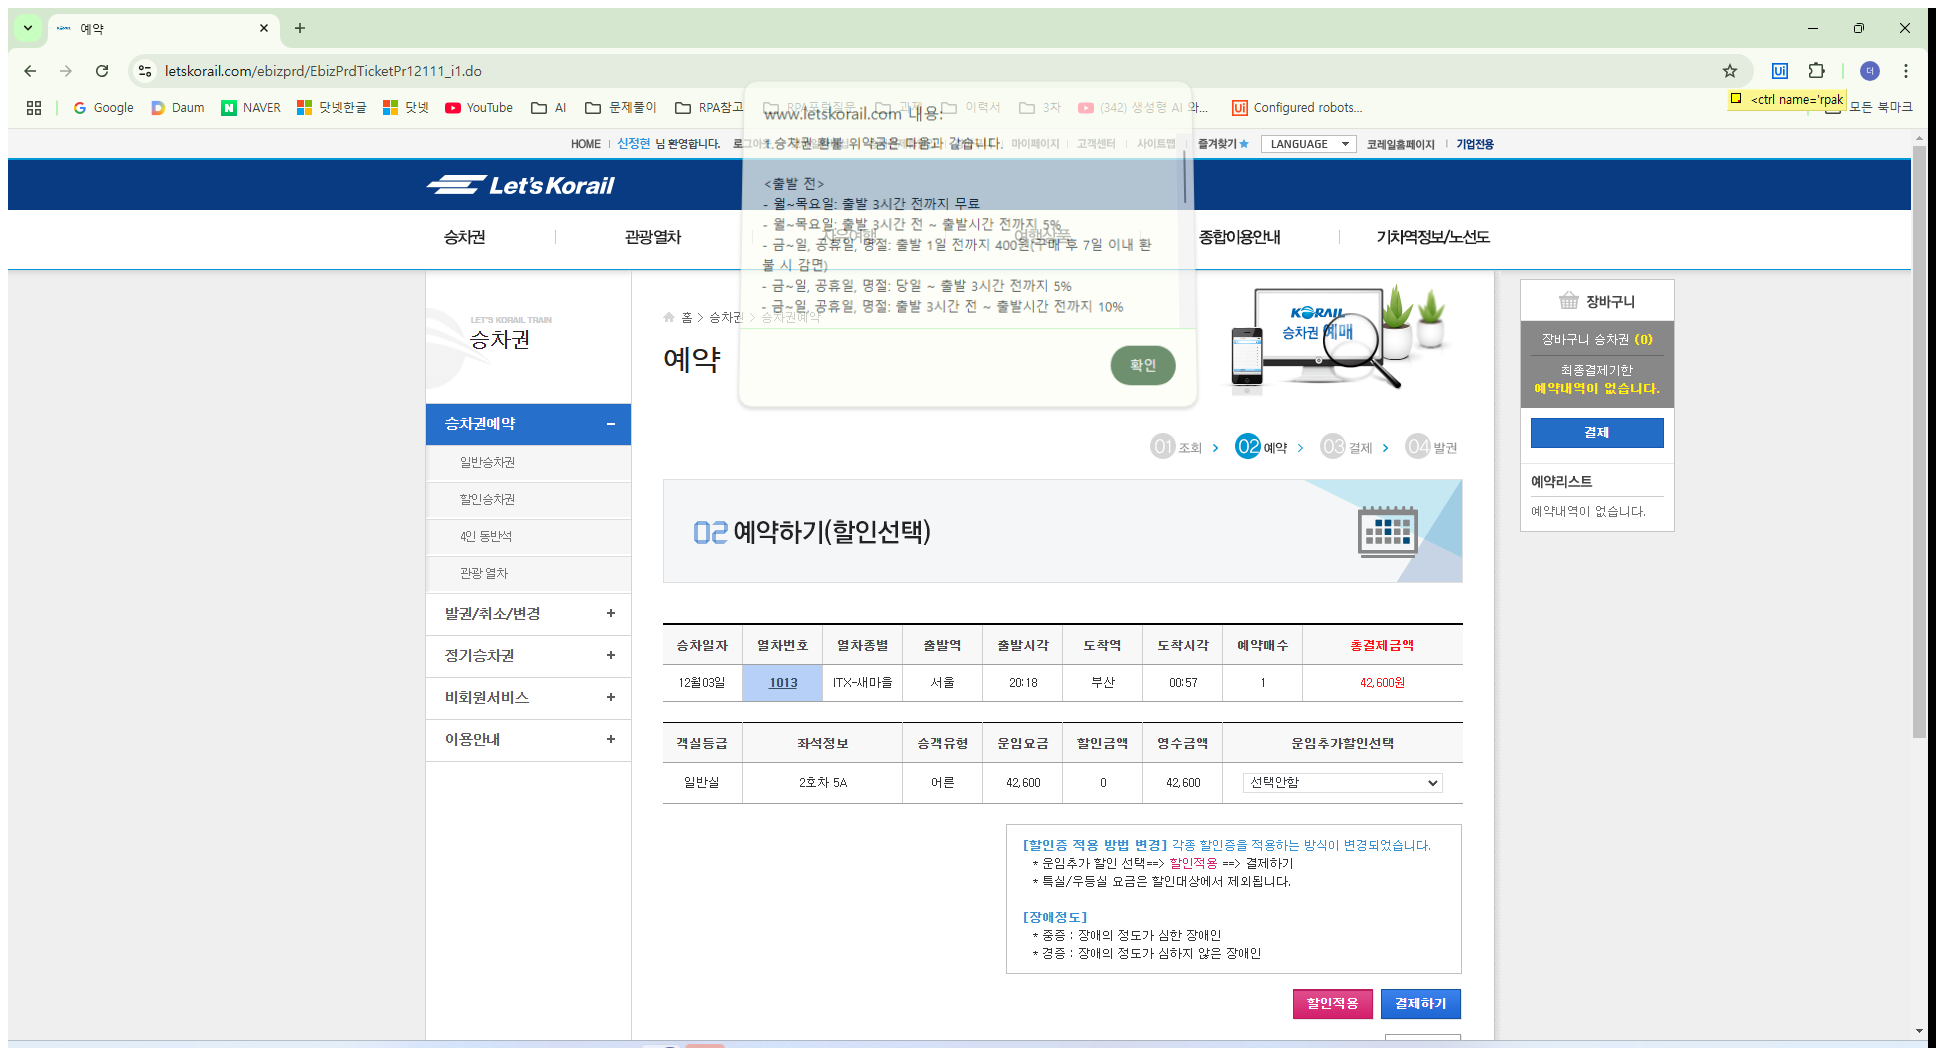 예약
letskorail.com/ebizprd/EbizPrdTicketPr12111_i1.do
더
Google
Daum
NAVER
닷넷한글
닷넷
YouTube
AI
문제풀이
RPA참고
RPA포럼질문
과제
이력서
3차
(342) 생성형 AI 와...
Configured robots...
<ctrl name='rpak
모든 북마크
www.letskorail.com 내용:
1.승차권 환불 위약금은 다음과 같습니다.
<출발 전>
- 월~목요일: 출발 3시간 전까지 무료
- 월~목요일: 출발 3시간 전 ~ 출발시간 전까지 5%
- 금~일, 공휴일, 명절: 출발 1일 전까지 400원(구매 후 7일 이내 환
불 시 감면)
- 금~일, 공휴일, 명절: 당일 ~ 출발 3시간 전까지 5%
- 금~일, 공휴일, 명절: 출발 3시간 전 ~ 출발시간 전까지 10%
확인
HOME
신정현 님 환영합니다.
로그아웃
마이페이지
고객센터
사이트맵
즐겨찾기
LANGUAGE
코레일홈페이지
기업전용
Let's Korail
승차권
관광열차
자유여행
여행상품
종합이용안내
기차역정보/노선도
LET'S KORAIL TRAIN
승차권
승차권예약
일반승차권
할인승차권
4인 동반석
관광 열차
발권/취소/변경
정기승차권
비회원서비스
이용안내
홈 > 승차권 > 승차권예약
예약
KORAIL
승차권 예매
01 조회
02 예약
03 결제
04 발권
02 예약하기(할인선택)
승차일자 열차번호 열차종별 출발역 출발시각 도착역 도착시각 예약매수 총결제금액
12월03일 1013 ITX-새마을 서울 20:18 부산 00:57 1 42,600원
객실등급 좌석정보 승객유형 운임요금 할인금액 영수금액 운임추가할인선택
일반실 2호차 5A 어른 42,600 0 42,600 선택안함
[할인증 적용 방법 변경] 각종 할인증을 적용하는 방식이 변경되었습니다.
* 운임추가 할인 선택==> 할인적용 ==> 결제하기
* 특실/우등실 요금은 할인대상에서 제외됩니다.
[장애정도]
* 중증 : 장애의 정도가 심한 장애인
* 경증 : 장애의 정도가 심하지 않은 장애인
할인적용
결제하기
장바구니
장바구니 승차권 (0)
최종결제기한
예약내역이 없습니다.
결제
예약리스트
예약내역이 없습니다.